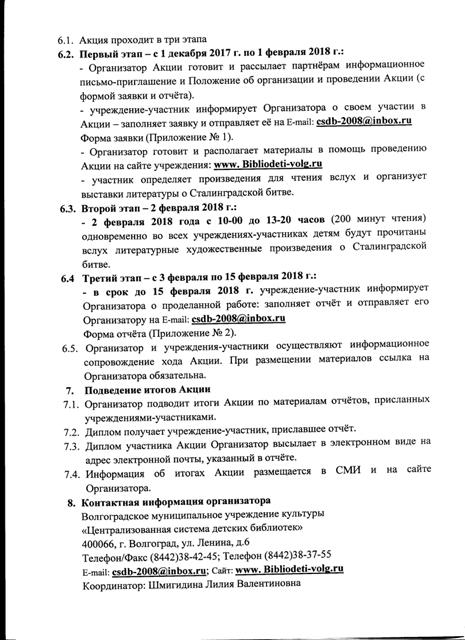 6.1. Акция проходит в три этапа
6.2. Первый этап – с 1 декабря 2017 г. по 1 февраля 2018 г.:
- Организатор Акции готовит и рассылает партнёрам информационное
письмо-приглашение и Положение об организации и проведении Акции (с
формой заявки и отчёта).
- учреждение-участник информирует Организатора о своем участии в
Акции – заполняет заявку и отправляет её на E-mail: csdb-2008@inbox.ru
Форма заявки (Приложение № 1).
- Организатор готовит и располагает материалы в помощь проведению
Акции на сайте учреждения: www. Bibliodeti-volg.ru
- участник определяет произведения для чтения вслух и организует
выставки литературы о Сталинградской битве.
6.3. Второй этап – 2 февраля 2018 г.:
- 2 февраля 2018 года с 10-00 до 13-20 часов (200 минут чтения)
одновременно во всех учреждениях-участниках детям будут прочитаны
вслух литературные художественные произведения о Сталинградской
битве.
6.4 Третий этап – с 3 февраля по 15 февраля 2018 г.:
- в срок до 15 февраля 2018 г. учреждение-участник информирует
Организатора о проделанной работе: заполняет отчёт и отправляет его
Организатору на E-mail: csdb-2008@inbox.ru
Форма отчёта (Приложение № 2).
6.5. Организатор и учреждения-участники осуществляют информационное
сопровождение хода Акции. При размещении материалов ссылка на
Организатора обязательна.
7. Подведение итогов Акции
7.1. Организатор подводит итоги Акции по материалам отчётов, присланных
учреждениями-участниками.
7.2. Диплом получает учреждение-участник, приславшее отчёт.
7.3. Диплом участника Акции Организатор высылает в электронном виде на
адрес электронной почты, указанный в отчёте.
7.4. Информация об итогах Акции размещается в СМИ и на сайте
Организатора.
8. Контактная информация организатора
Волгоградское муниципальное учреждение культуры
«Централизованная система детских библиотек»
400066, г. Волгоград, ул. Ленина, д.6
Телефон/Факс (8442)38-42-45; Телефон (8442)38-37-55
E-mail: csdb-2008@inbox.ru; Сайт: www. Bibliodeti-volg.ru
Координатор: Шмигидина Лилия Валентиновна